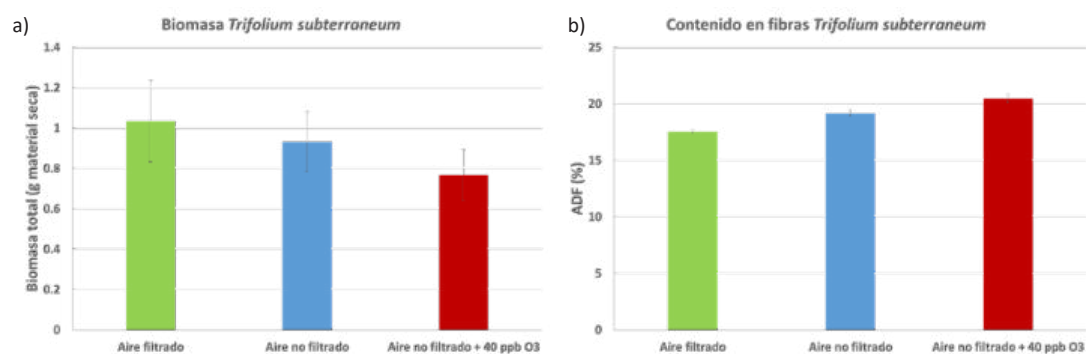 a)
Biomasa Trifolium subterraneum
Biomasa total (g material seca)
1.4
1.2
1
0.8
0.6
0.4
0.2
0
Aire filtrado
Aire no filtrado
Aire no filtrado + 40 ppb O3
b)
Contenido en fibras Trifolium subterraneum
ADF (%)
25
20
15
10
5
0
Aire filtrado
Aire no filtrado
Aire no filtrado + 40 ppb O3